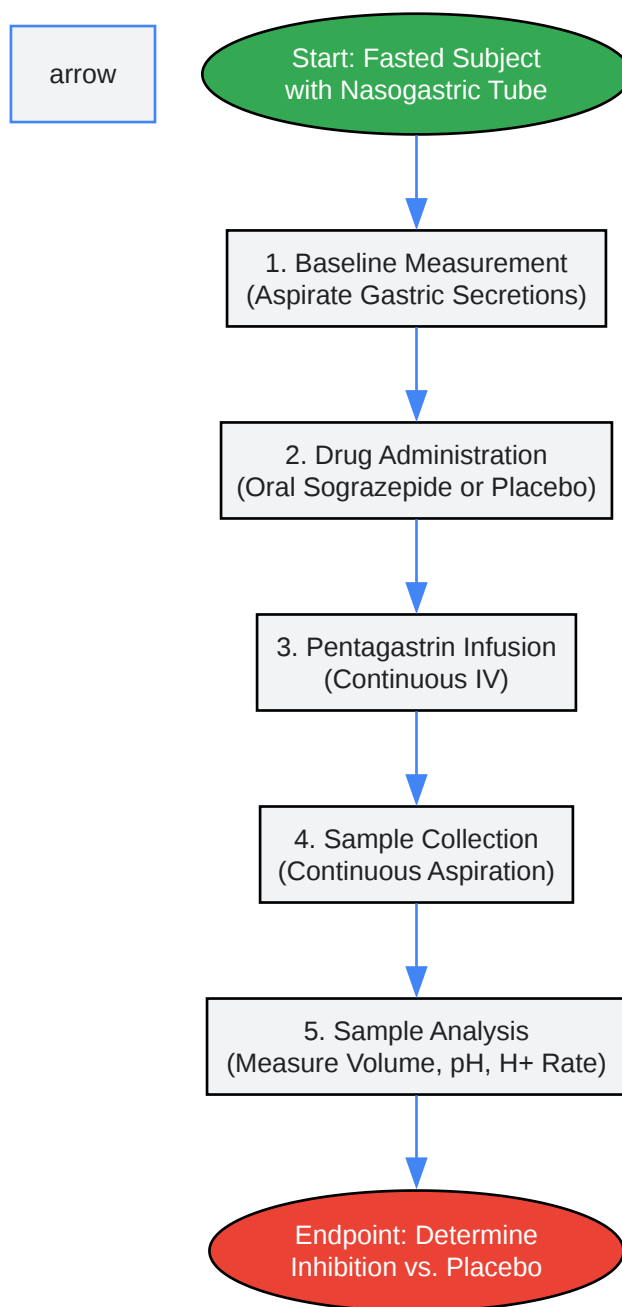 arrow
Start: Fasted Subject
with Nasogastric Tube
1. Baseline Measurement
(Aspirate Gastric Secretions)
2. Drug Administration
(Oral Sograzepide or Placebo)
3. Pentagastrin Infusion
(Continuous IV)
4. Sample Collection
(Continuous Aspiration)
5. Sample Analysis
(Measure Volume, pH, H+ Rate)
Endpoint: Determine
Inhibition vs. Placebo